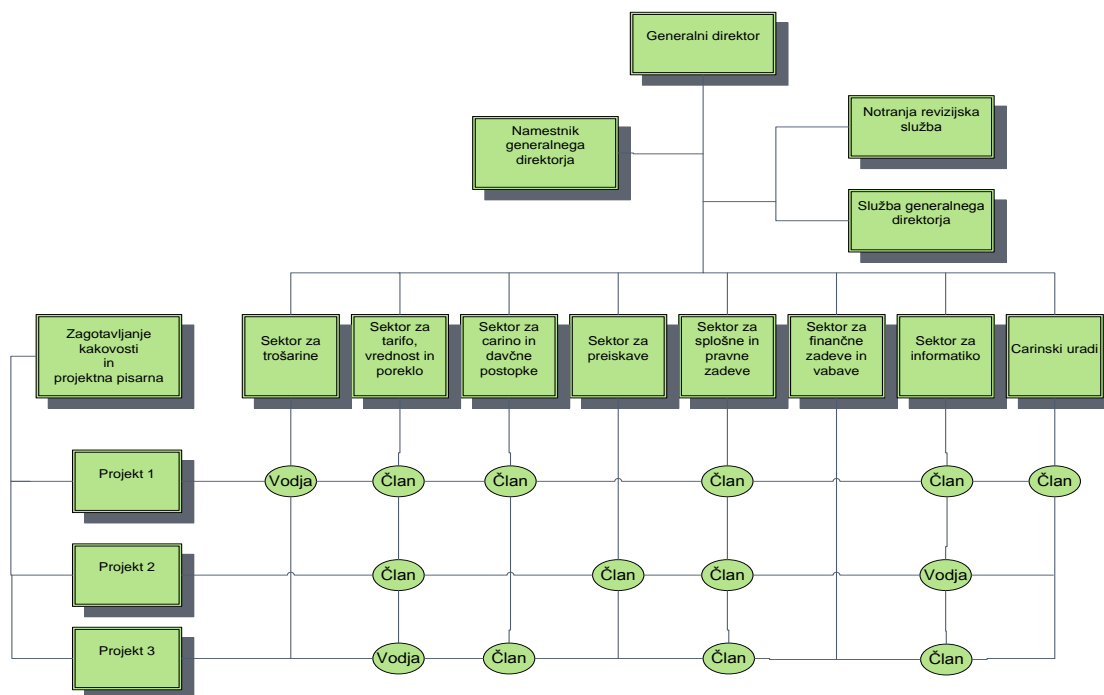 Generalni direktor
Namestnik
generalnega
direktorja
Notranja revizijska
služba
Služba generalnega
direktorja
Zagotavljanje
kakovosti
in
projektna pisarna
Sektor za
trošarine
Sektor za
tarifo,
vrednost in
poreklo
Sektor za
carino in
davčne
postopke
Sektor za
preiskave
Sektor za
splošne in
pravne
zadeve
Sektor za
finančne
zadeve in
vabave
Sektor za
informatiko
Carinski uradi
Projekt 1
Vodja
Član
Član
Član
Član
Član
Projekt 2
Član
Član
Član
Vodja
Projekt 3
Vodja
Član
Član
Član